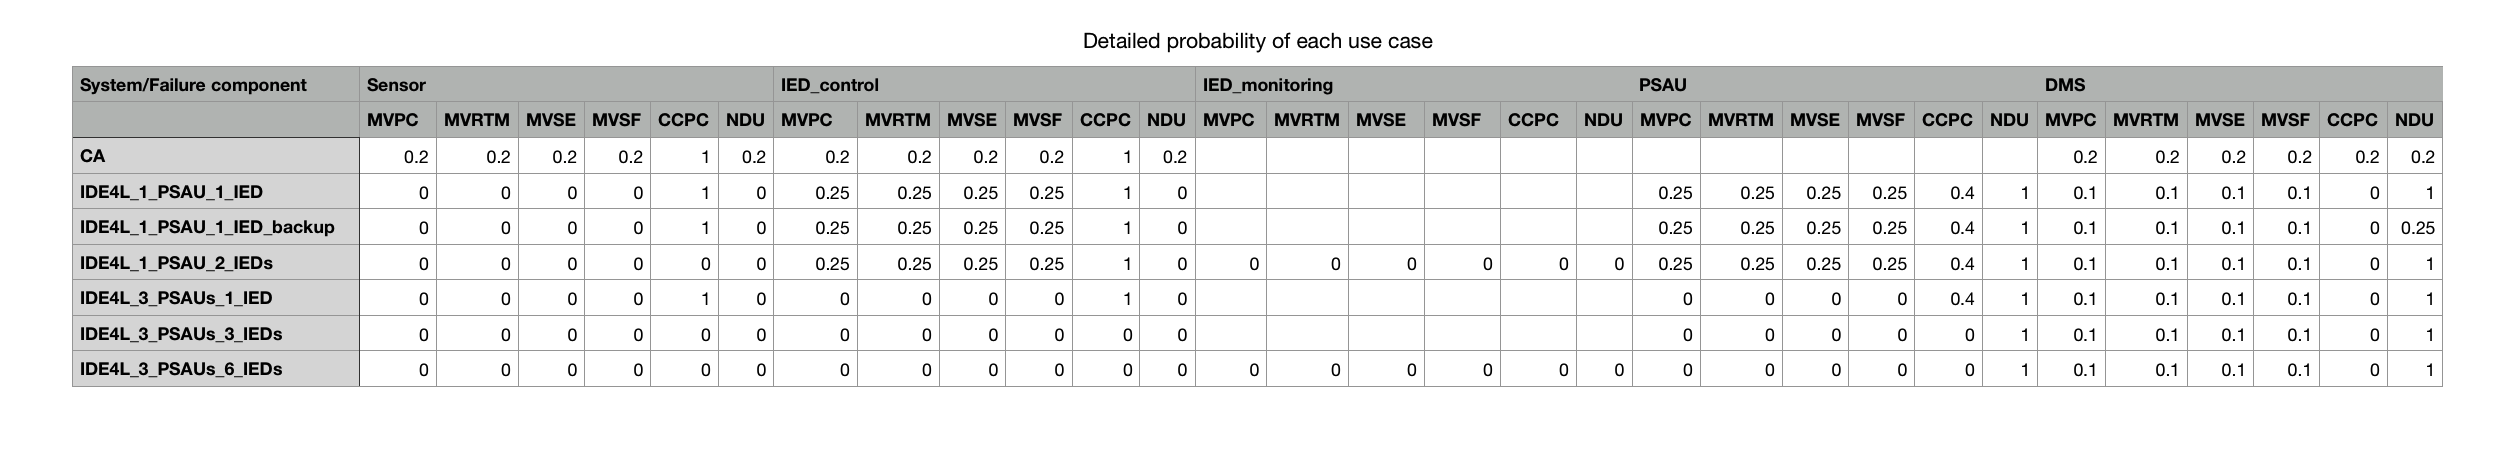 Detailed probability of each use case
System/Failure component Sensor IED_control IED_monitoring PSAU DMS
MVPC MVRTM MVSE MVSF CCPC NDU MVPC MVRTM MVSE MVSF CCPC NDU MVPC MVRTM MVSE MVSF CCPC NDU MVPC MVRTM MVSE MVSF CCPC NDU MVPC MVRTM MVSE MVSF CCPC NDU
CA 0.2 0.2 0.2 0.2 1 0.2 0.2 0.2 0.2 0.2 1 0.2 0.2 0.2 0.2 0.2 0.2 0.2
IDE4L_1_PSAU_1_IED 0 0 0 0 1 0 0.25 0.25 0.25 0.25 1 0 0.25 0.25 0.25 0.25 0.4 1 0.1 0.1 0.1 0.1 0 1
IDE4L_1_PSAU_1_IED_backup 0 0 0 0 1 0 0.25 0.25 0.25 0.25 1 0 0.25 0.25 0.25 0.25 0.4 1 0.1 0.1 0.1 0.1 0 0.25
IDE4L_1_PSAU_2_IEDs 0 0 0 0 0 0 0.25 0.25 0.25 0.25 1 0 0 0 0 0 0 0 0.25 0.25 0.25 0.25 0.4 1 0.1 0.1 0.1 0.1 0 1
IDE4L_3_PSAUs_1_IED 0 0 0 0 1 0 0 0 0 0 1 0 0 0 0 0 0.4 1 0.1 0.1 0.1 0.1 0 1
IDE4L_3_PSAUs_3_IEDs 0 0 0 0 0 0 0 0 0 0 0 0 0 0 0 0 0 1 0.1 0.1 0.1 0.1 0 1
IDE4L_3_PSAUs_6_IEDs 0 0 0 0 0 0 0 0 0 0 0 0 0 0 0 0 0 0 0 0 0 0 0 1 0.1 0.1 0.1 0.1 0 1